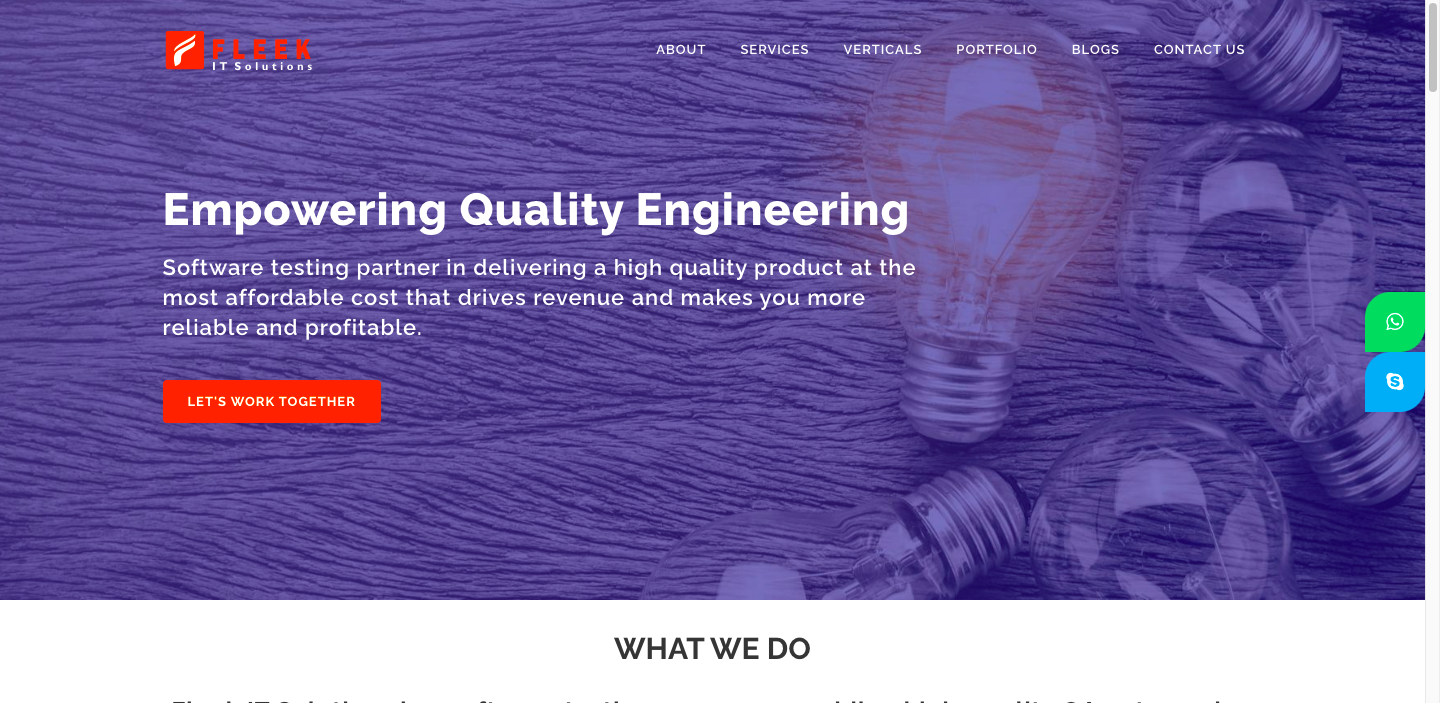 FLEEK
IT Solutions
ABOUT SERVICES VERTICALS PORTFOLIO BLOGS CONTACT US
Empowering Quality Engineering
Software testing partner in delivering a high quality product at the
most affordable cost that drives revenue and makes you more
reliable and profitable.
LET'S WORK TOGETHER
WHAT WE DO